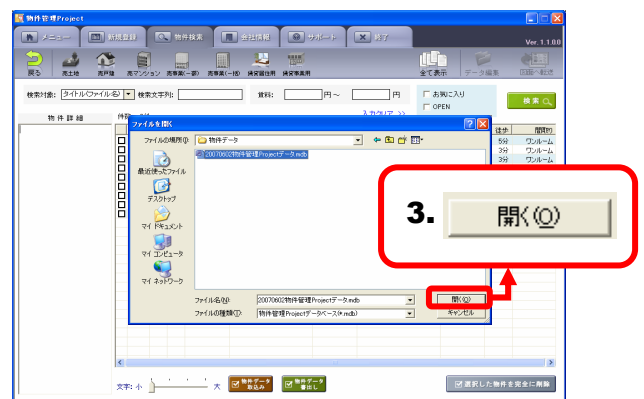 物件管理Project
メニュー 新規登録 物件検索 会社情報 サポート 終了
Ver. 1.1.0.0
戻る 売土地 売戸建 売マンション 売事業(一部) 売事業(一括) 賃貸居住用 賃貸事業用 全て表示 データ編集 図面へ転送
検索対象: タイトル(ファイル名) 検索文字列: 賃料: 円～ 円 お気に入り
OPEN
検索
入力クリア >>
物件詳細
ファイルを開く
徒歩 間取り
ファイルの場所(I): 物件データ
5分 ワンルーム
3分 ワンルーム
3分 ワンルーム
20070602物件管理Projectデータ.mdb
最近使ったファイル
デスクトップ
マイ ドキュメント
マイ コンピュータ
マイ ネットワーク
3. 開く(O)
ファイル名(N): 20070602物件管理Projectデータ.mdb 開く(O)
ファイルの種類(T): 物件管理Projectデータベース(*.mdb) キャンセル
文字: 小 大 物件データ取込み 物件データ書出し 選択した物件を完全に削除